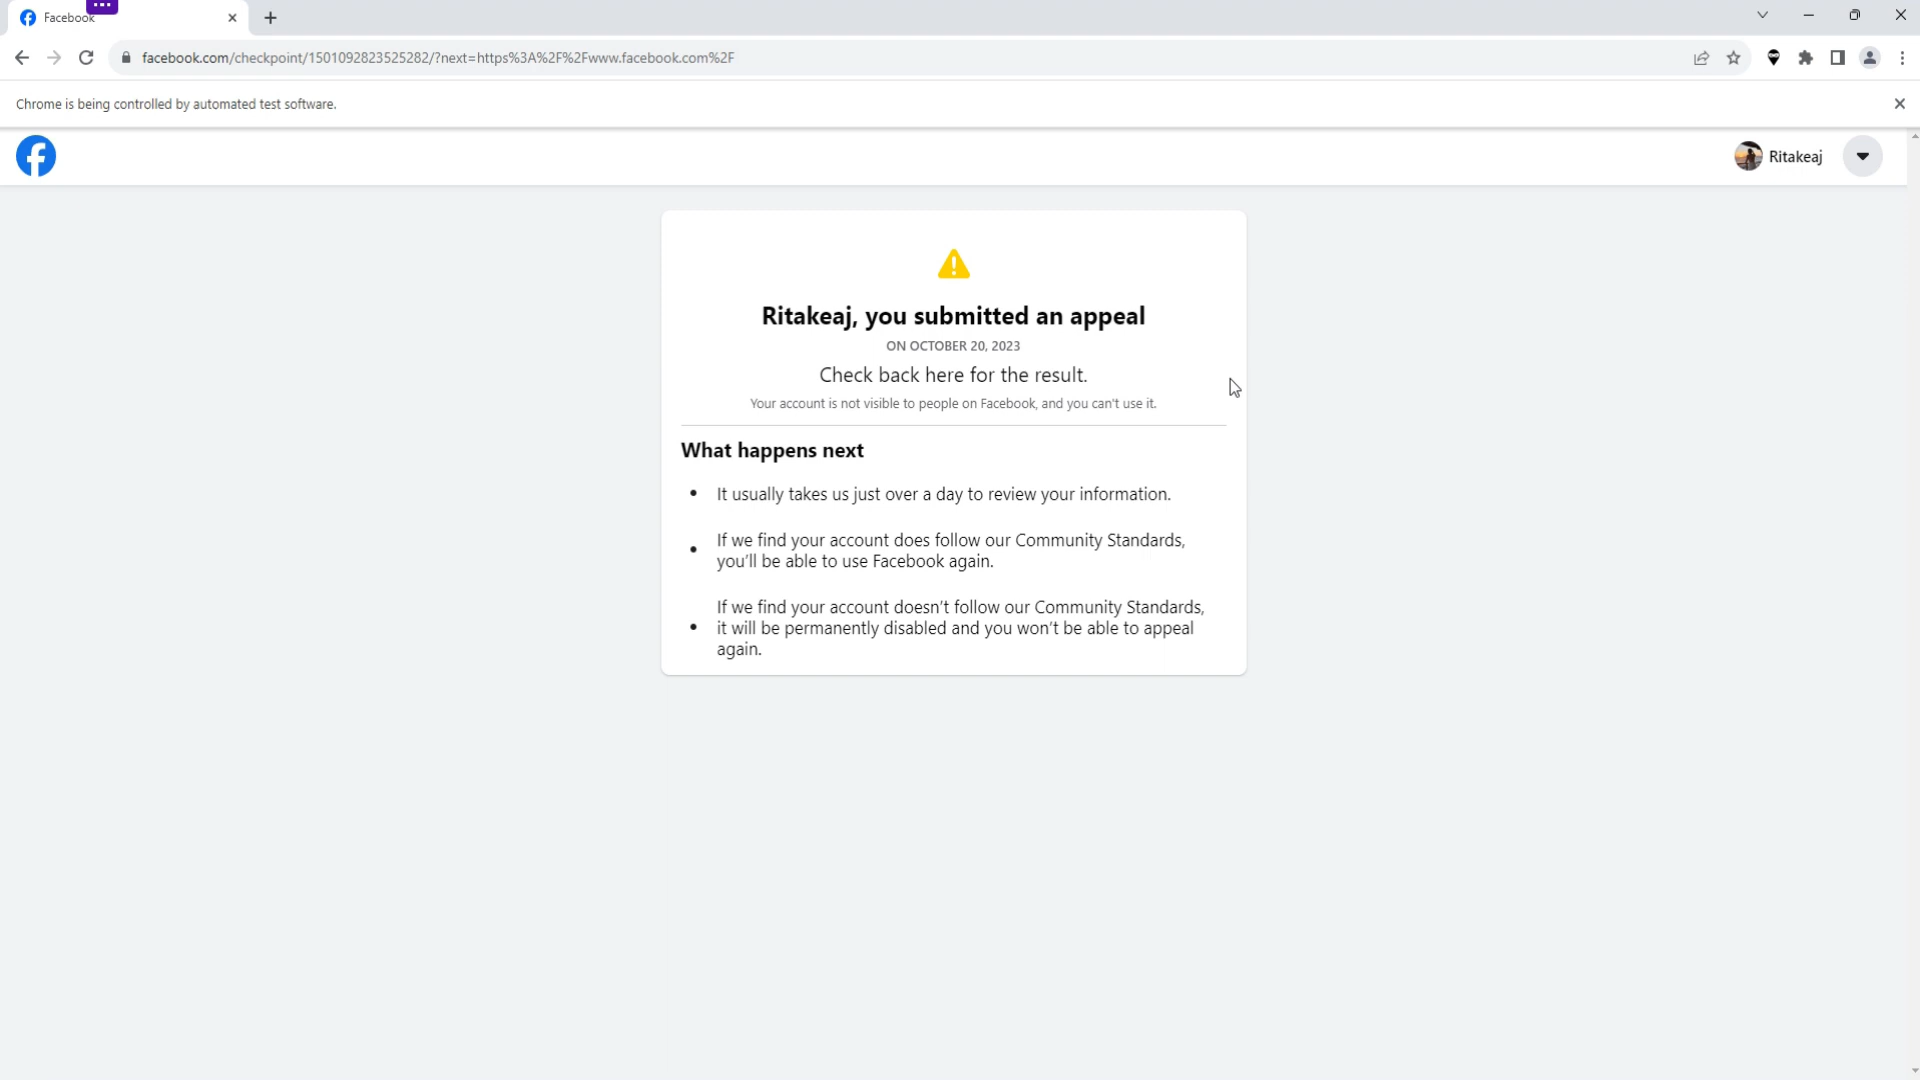 Facebook
facebook.com/checkpoint/1501092823525282/?next=https%3A%2F%2Fwww.facebook.com%2F
Chrome is being controlled by automated test software.
Ritakeaj
Ritakeaj, you submitted an appeal
ON OCTOBER 20, 2023
Check back here for the result.
Your account is not visible to people on Facebook, and you can't use it.
What happens next
• It usually takes us just over a day to review your information.
• If we find your account does follow our Community Standards,
you'll be able to use Facebook again.
• If we find your account doesn't follow our Community Standards,
it will be permanently disabled and you won't be able to appeal
again.